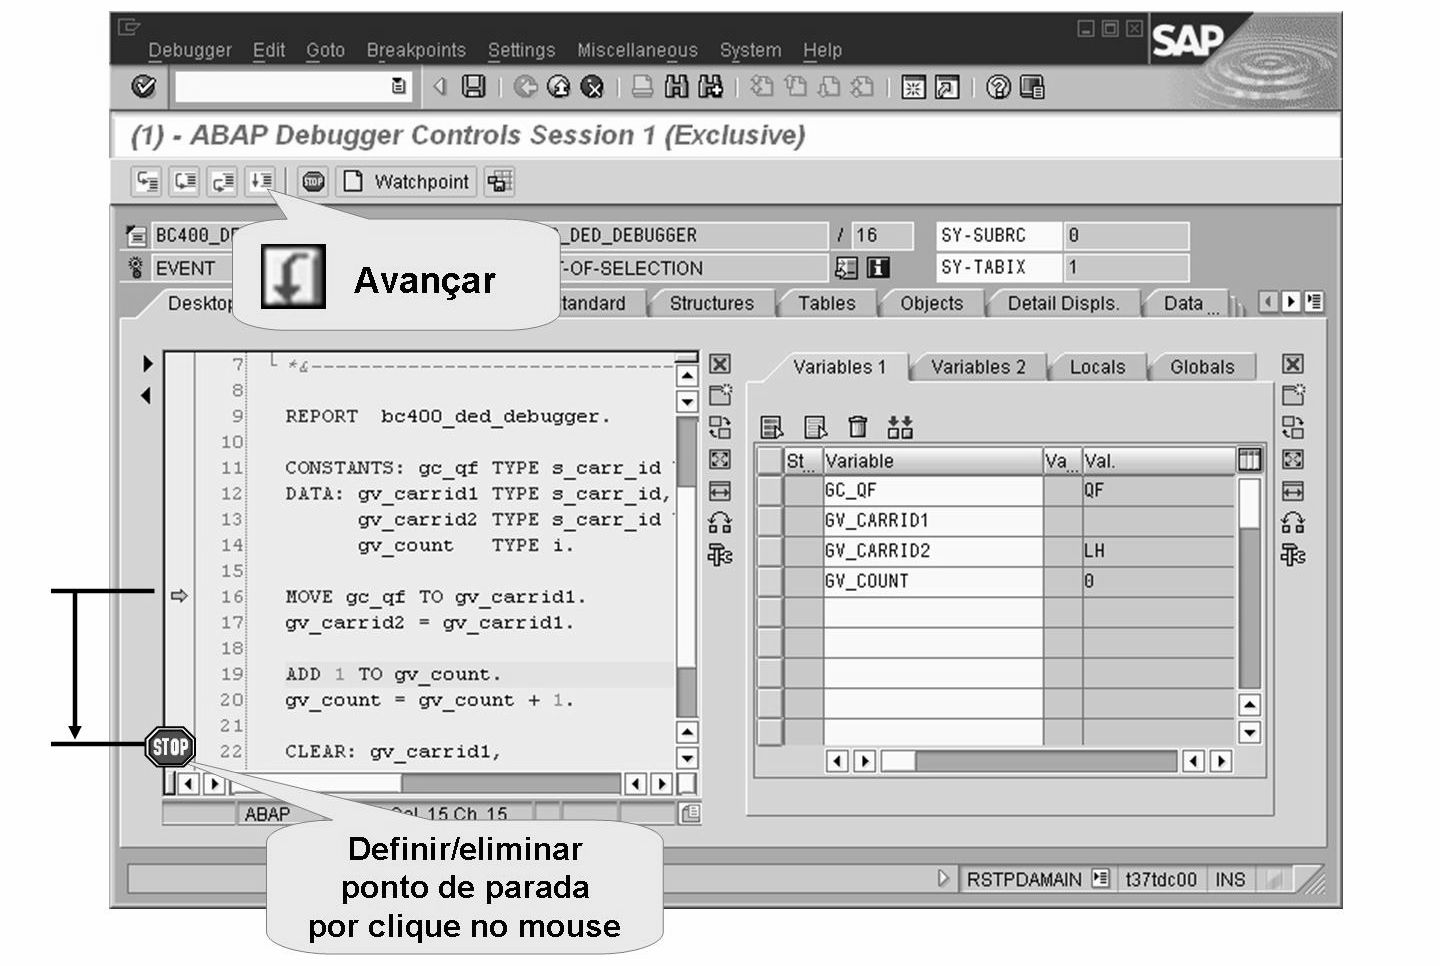 Debugger Edit Goto Breakpoints Settings Miscellaneous System Help
SAP
(1) - ABAP Debugger Controls Session 1 (Exclusive)
STOP Watchpoint
BC400_DE _DED_DEBUGGER / 16 SY-SUBRC 0
EVENT T-OF-SELECTION SY-TABIX 1
Avançar
Desktop tandard Structures Tables Objects Detail Displs. Data ...
7 *&------------------------------
8
9 REPORT bc400_ded_debugger.
10
11 CONSTANTS: gc_qf TYPE s_carr_id
12 DATA: gv_carrid1 TYPE s_carr_id,
13 gv_carrid2 TYPE s_carr_id
14 gv_count TYPE i.
15
16 MOVE gc_qf TO gv_carrid1.
17 gv_carrid2 = gv_carrid1.
18
19 ADD 1 TO gv_count.
20 gv_count = gv_count + 1.
21
22 CLEAR: gv_carrid1,
STOP
ABAP Col 15 Ch 15
Variables 1 Variables 2 Locals Globals
St... Variable Va... Val.
GC_QF QF
GV_CARRID1
GV_CARRID2 LH
GV_COUNT 0
Definir/eliminar
ponto de parada
por clique no mouse
RSTPDAMAIN t37tdc00 INS